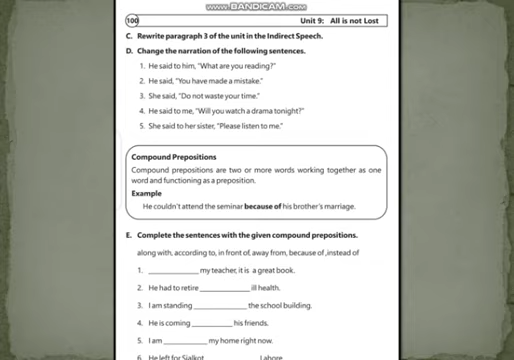 www.BANDICAM.com
100 Unit 9: All is not Lost
C. Rewrite paragraph 3 of the unit in the Indirect Speech.
D. Change the narration of the following sentences.
1. He said to him, "What are you reading?"
2. He said, "You have made a mistake."
3. She said, "Do not waste your time."
4. He said to me, "Will you watch a drama tonight?"
5. She said to her sister, "Please listen to me."
Compound Prepositions
Compound prepositions are two or more words working together as one
word and functioning as a preposition.
Example
He couldn't attend the seminar because of his brother's marriage.
E. Complete the sentences with the given compound prepositions.
along with, according to, in front of, away from, because of ,instead of
1. ____________ my teacher, it is a great book.
2. He had to retire ____________ ill health.
3. I am standing ____________ the school building.
4. He is coming __________ his friends.
5. I am __________ my home right now.
6. He left for Sialkot ____________ Lahore.